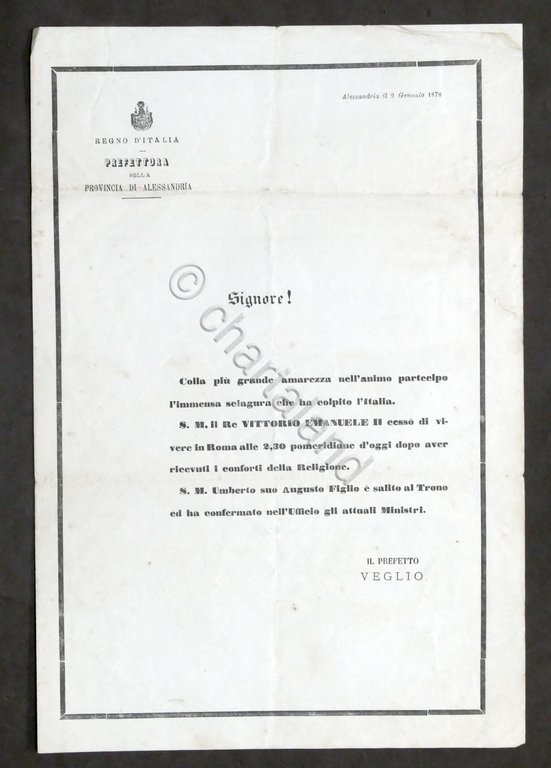 Alessandria il 9 Gennaio 1878
REGNO D'ITALIA
PREFETTURA
DELLA
PROVINCIA DI ALESSANDRIA
Signore!
Colla più grande amarezza nell'animo partecipo
l'immensa sciagura che ha colpito l'Italia.
S. M. il Re VITTORIO EMANUELE II cessò di vi-
vere in Roma alle 2,30 pomeridiane d'oggi dopo aver
ricevuti i conforti della Religione.
S. M. Umberto suo Augusto Figlio è salito al Trono
ed ha confermato nell'Ufficio gli attuali Ministri.
IL PREFETTO
VEGLIO.
© chartaland